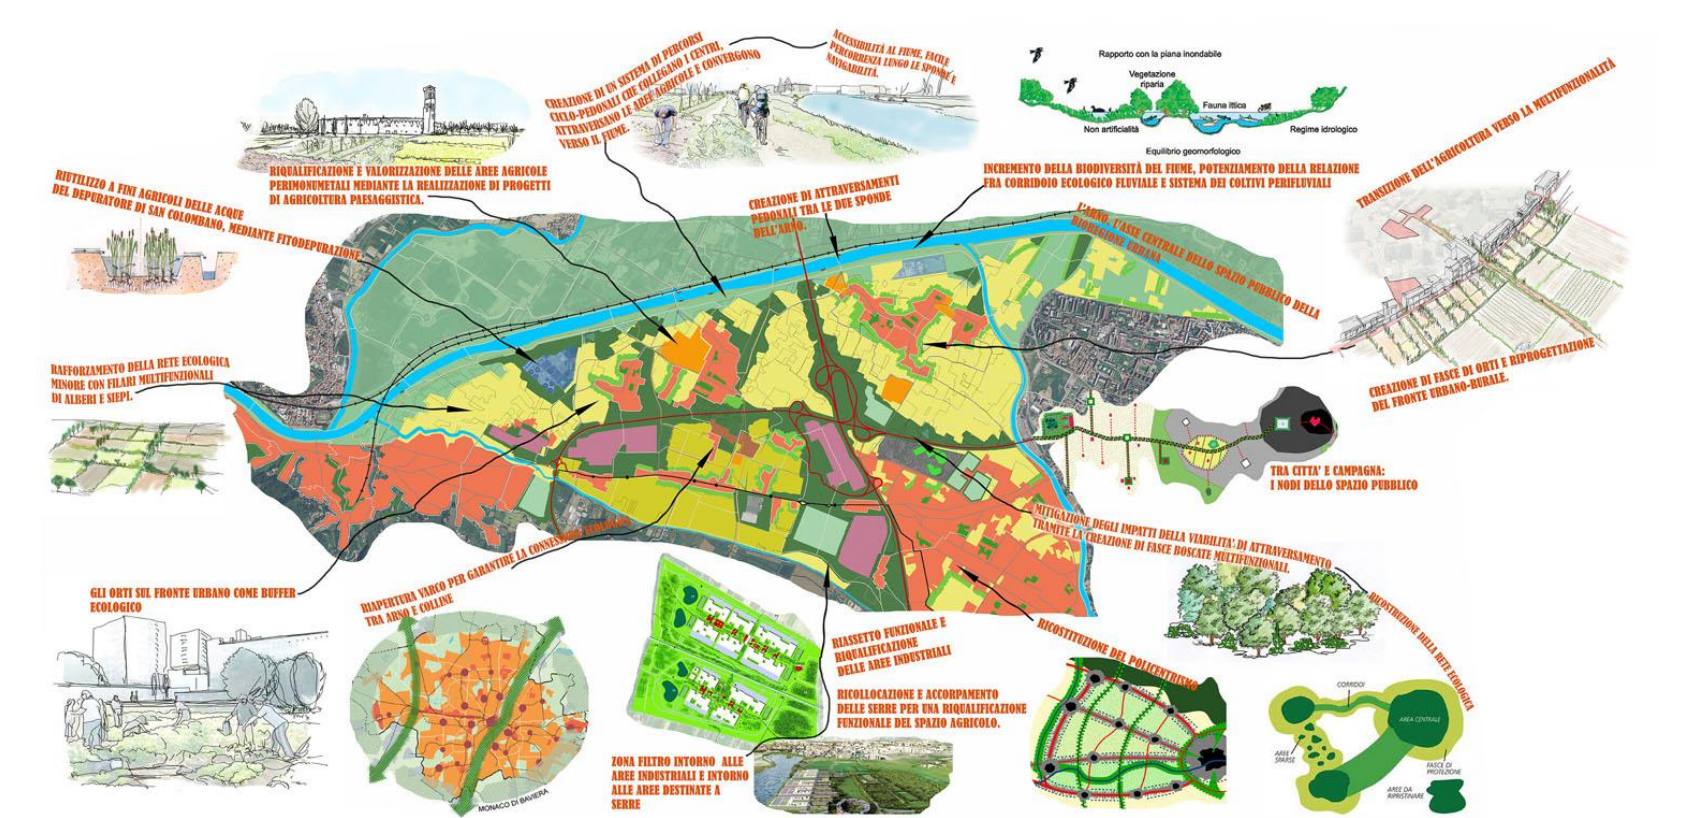 CREAZIONE DI UN SISTEMA DI PERCORSI
CICLO-PEDONALI CHE COLLEGANO I CENTRI,
ATTRAVERSANO LE AREE AGRICOLE E CONVERGONO
VERSO IL FIUME.
ACCESSIBILITÀ AL FIUME, FACILE
PERCORRENZA LUNGO LE SPONDE E
NAVIGABILITÀ.
Rapporto con la piana inondabile
Vegetazione
riparia
Fauna ittica
Non artificialità
Regime idrologico
Equilibrio geomorfologico
INCREMENTO DELLA BIODIVERSITÀ DEL FIUME, POTENZIAMENTO DELLA RELAZIONE
FRA CORRIDOIO ECOLOGICO FLUVIALE E SISTEMA DEI COLTIVI PERIFLUVIALI
TRANSIZIONE DELL'AGRICOLTURA VERSO LA MULTIFUNZIONALITÀ
RIQUALIFICAZIONE E VALORIZZAZIONE DELLE AREE AGRICOLE
PERIMONUMETALI MEDIANTE LA REALIZZAZIONE DI PROGETTI
DI AGRICOLTURA PAESAGGISTICA.
RIUTILIZZO A FINI AGRICOLI DELLE ACQUE
DEL DEPURATORE DI SAN COLOMBANO, MEDIANTE FITODEPURAZIONE
CREAZIONE DI ATTRAVERSAMENTI
PEDONALI TRA LE DUE SPONDE
DELL'ARNO.
L'ARNO, L'ASSE CENTRALE DELLO SPAZIO PUBBLICO DELLA
BIOREGIONE URBANA
RAFFORZAMENTO DELLA RETE ECOLOGICA
MINORE CON FILARI MULTIFUNZIONALI
DI ALBERI E SIEPI.
CREAZIONE DI FASCE DI ORTI E RIPROGETTAZIONE
DEL FRONTE URBANO-RURALE.
TRA CITTA' E CAMPAGNA:
I NODI DELLO SPAZIO PUBBLICO
MITIGAZIONE DEGLI IMPATTI DELLA VIABILITA' DI ATTRAVERSAMENTO
TRAMITE LA CREAZIONE DI FASCE BOSCATE MULTIFUNZIONALI.
GLI ORTI SUL FRONTE URBANO COME BUFFER
ECOLOGICO
RIAPERTURA VARCO PER GARANTIRE LA CONNESSIONE ECOLOGICA
TRA ARNO E COLLINE
MONACO DI BAVIERA
RIASSETTO FUNZIONALE E
RIQUALIFICAZIONE
DELLE AREE INDUSTRIALI
RICOLLOCAZIONE E ACCORPAMENTO
DELLE SERRE PER UNA RIQUALIFICAZIONE
FUNZIONALE DEL SPAZIO AGRICOLO.
ZONA FILTRO INTORNO ALLE
AREE INDUSTRIALI E INTORNO
ALLE AREE DESTINATE A
SERRE
RICOSTITUZIONE DEL POLICENTRISMO
RICOSTRUZIONE DELLA RETE ECOLOGICA
CORRIDOI
AREA CENTRALE
AREE
SPARSE
FASCE DI
PROTEZIONE
AREE DA
RIPRISTINARE